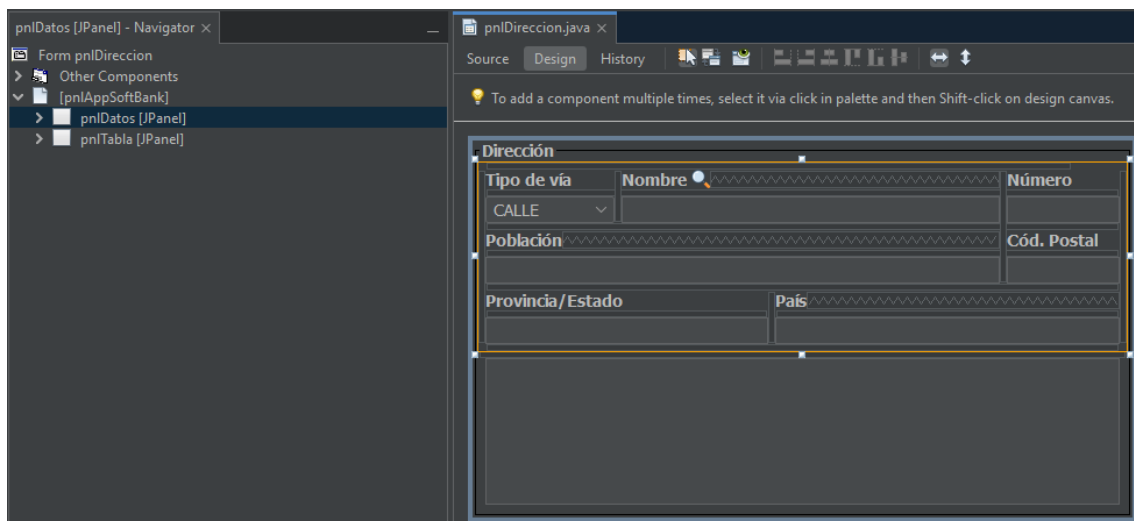 pnlDatos [JPanel] - Navigator
Form pnlDireccion
Other Components
[pnlAppSoftBank]
pnlDatos [JPanel]
pnlTabla [JPanel]
pnlDireccion.java
Source Design History
To add a component multiple times, select it via click in palette and then Shift-click on design canvas.
Dirección
Tipo de vía Nombre Número
CALLE
Población Cód. Postal
Provincia/Estado País